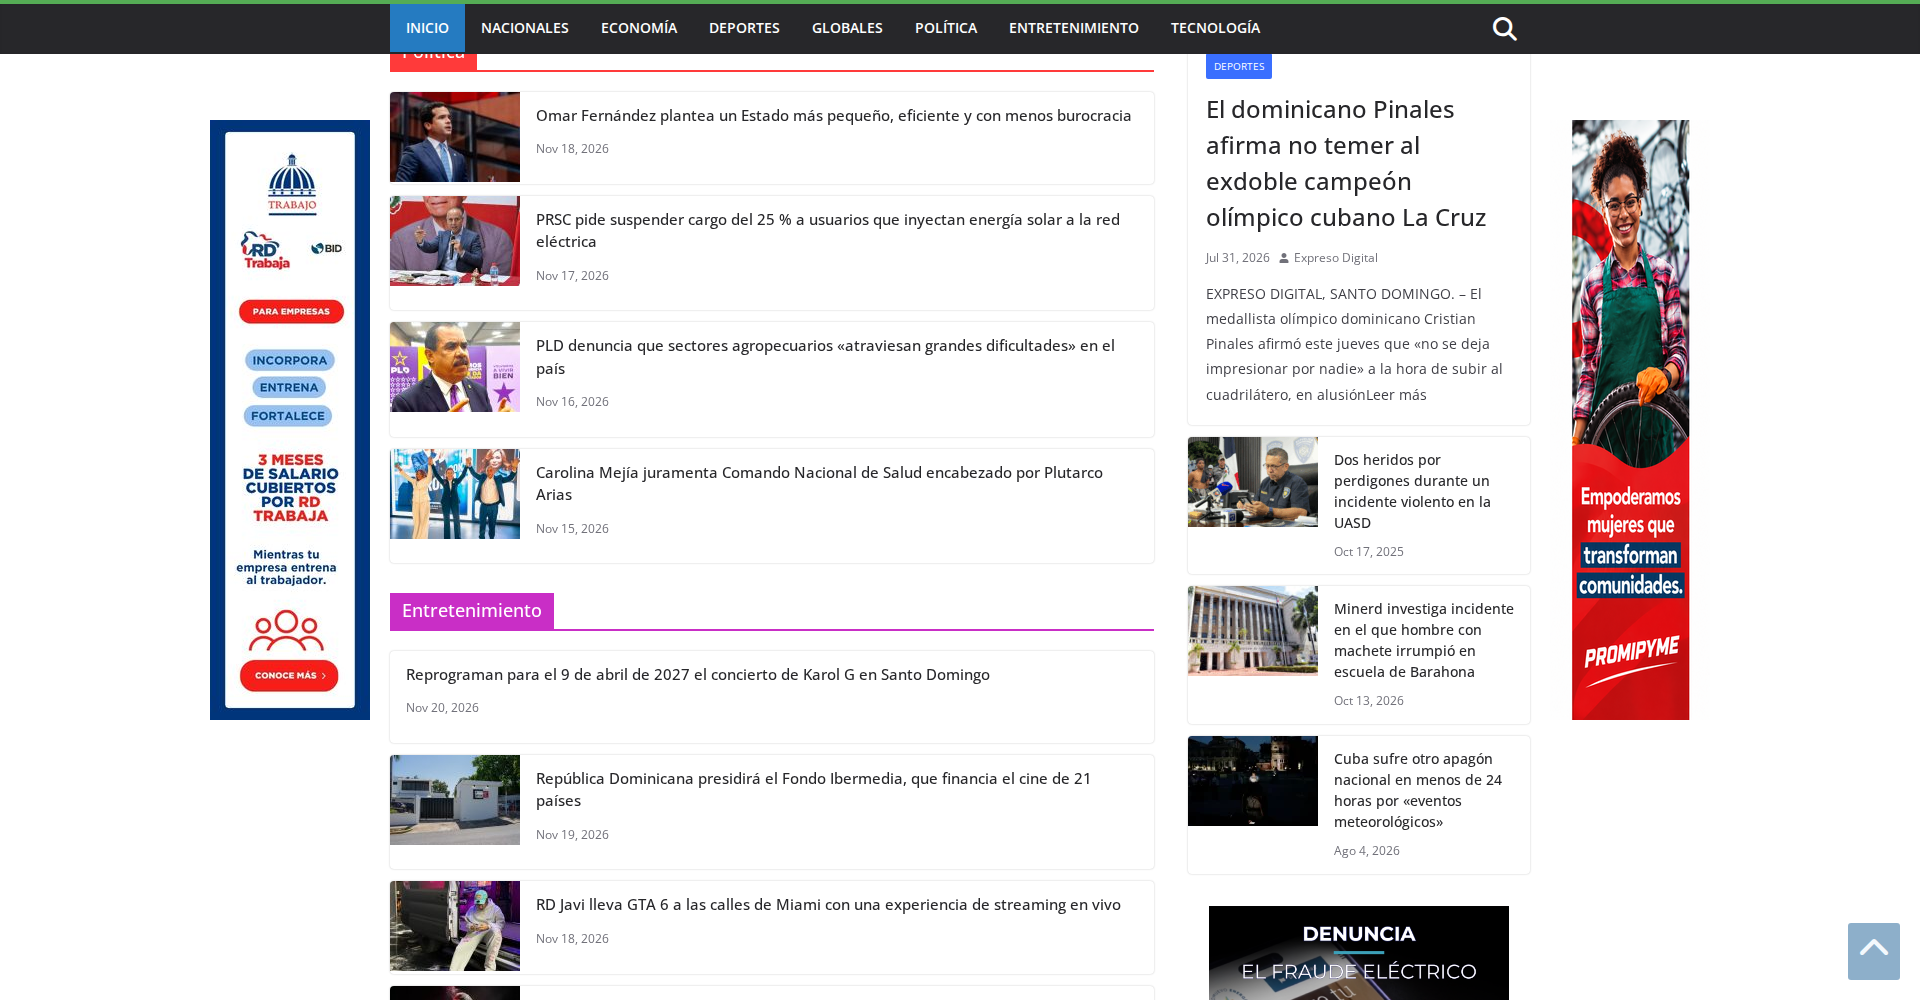 INICIO
NACIONALES
ECONOMÍA
DEPORTES
GLOBALES
POLÍTICA
ENTRETENIMIENTO
TECNOLOGÍA
TRABAJO
RD
Trabaja
BID
PARA EMPRESAS
INCORPORA
ENTRENA
FORTALECE
3 MESES
DE SALARIO
CUBIERTOS
POR RD
TRABAJA
Mientras tu
empresa entrena
al trabajador.
CONOCE MÁS >
Política
Omar Fernández plantea un Estado más pequeño, eficiente y con menos burocracia
Nov 18, 2026
PRSC pide suspender cargo del 25 % a usuarios que inyectan energía solar a la red
eléctrica
Nov 17, 2026
PLD denuncia que sectores agropecuarios «atraviesan grandes dificultades» en el
país
Nov 16, 2026
Carolina Mejía juramenta Comando Nacional de Salud encabezado por Plutarco
Arias
Nov 15, 2026
Entretenimiento
Reprograman para el 9 de abril de 2027 el concierto de Karol G en Santo Domingo
Nov 20, 2026
República Dominicana presidirá el Fondo Ibermedia, que financia el cine de 21
países
Nov 19, 2026
RD Javi lleva GTA 6 a las calles de Miami con una experiencia de streaming en vivo
Nov 18, 2026
DEPORTES
El dominicano Pinales
afirma no temer al
exdoble campeón
olímpico cubano La Cruz
Jul 31, 2026 Expreso Digital
EXPRESO DIGITAL, SANTO DOMINGO. – El
medallista olímpico dominicano Cristian
Pinales afirmó este jueves que «no se deja
impresionar por nadie» a la hora de subir al
cuadrilátero, en alusiónLeer más
Dos heridos por
perdigones durante un
incidente violento en la
UASD
Oct 17, 2025
Minerd investiga incidente
en el que hombre con
machete irrumpió en
escuela de Barahona
Oct 13, 2026
Cuba sufre otro apagón
nacional en menos de 24
horas por «eventos
meteorológicos»
Ago 4, 2026
DENUNCIA
EL FRAUDE ELÉCTRICO
Empoderamos
mujeres que
transforman
comunidades.
PROMIPYME